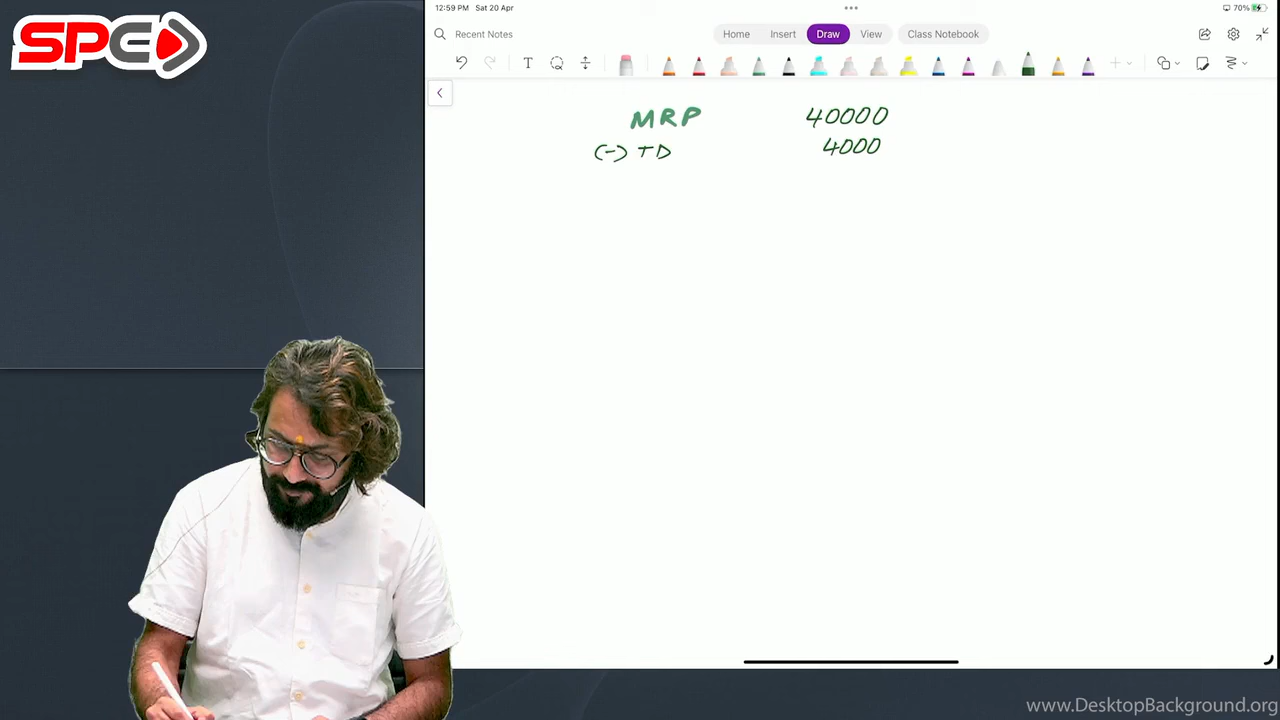 SPC
12:59 PM Sat 20 Apr
70%
Recent Notes
Home Insert Draw View Class Notebook
T
MRP 40000
(-) TD 4000
www.DesktopBackground.org